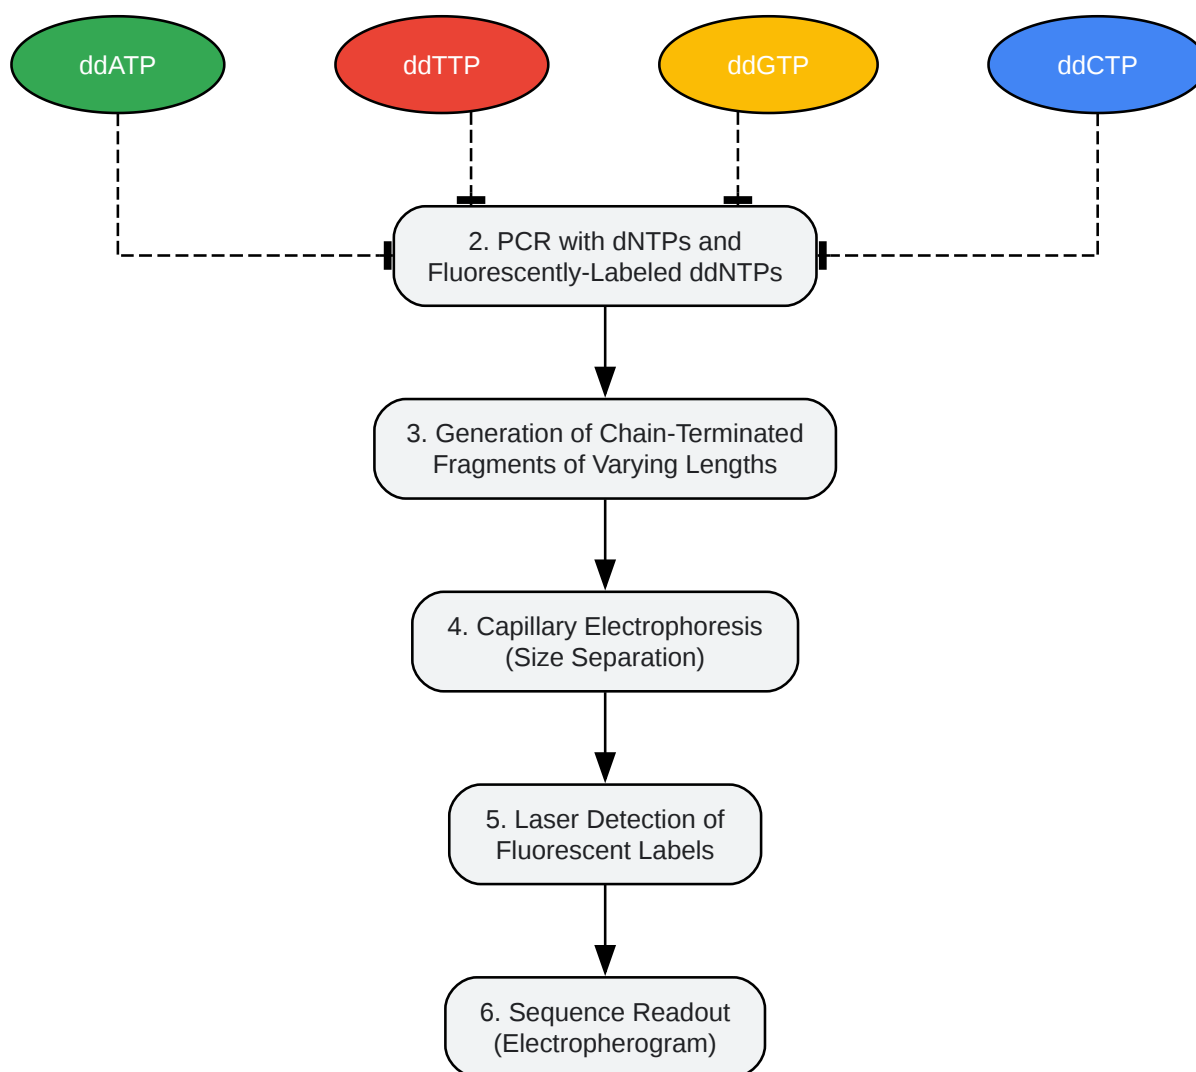 ddATP
ddTTP
ddGTP
ddCTP
2. PCR with dNTPs and
Fluorescently-Labeled ddNTPs
3. Generation of Chain-Terminated
Fragments of Varying Lengths
4. Capillary Electrophoresis
(Size Separation)
5. Laser Detection of
Fluorescent Labels
6. Sequence Readout
(Electropherogram)